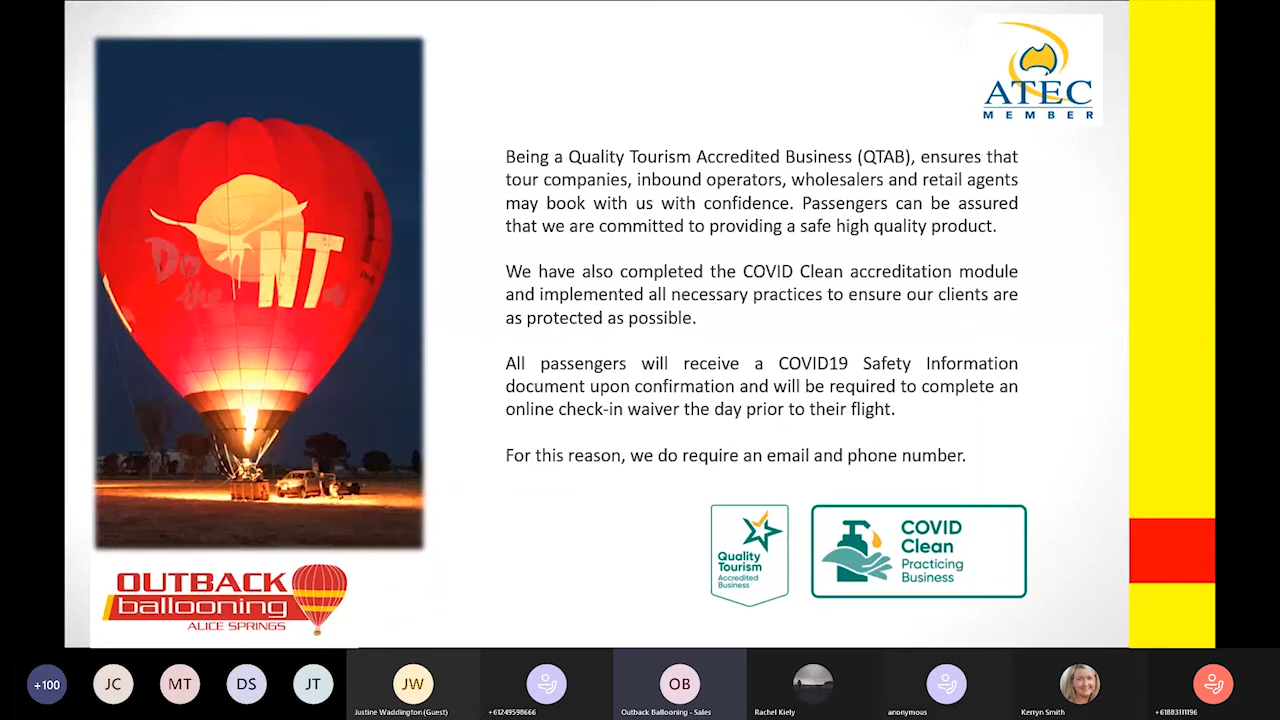 ATEC
MEMBER
Being a Quality Tourism Accredited Business (QTAB), ensures that
tour companies, inbound operators, wholesalers and retail agents
may book with us with confidence. Passengers can be assured
that we are committed to providing a safe high quality product.
We have also completed the COVID Clean accreditation module
and implemented all necessary practices to ensure our clients are
as protected as possible.
All passengers will receive a COVID19 Safety Information
document upon confirmation and will be required to complete an
online check-in waiver the day prior to their flight.
For this reason, we do require an email and phone number.
Do
the NT
OUTBACK
ballooning
ALICE SPRINGS
Quality
Tourism
Accredited
Business
COVID
Clean
Practicing
Business
+100
JC
MT
DS
JT
JW
OB
Justine Waddington (Guest)
+61249598666
Outback Ballooning - Sales
Rachel Kiely
anonymous
Kerryn Smith
+61883111196